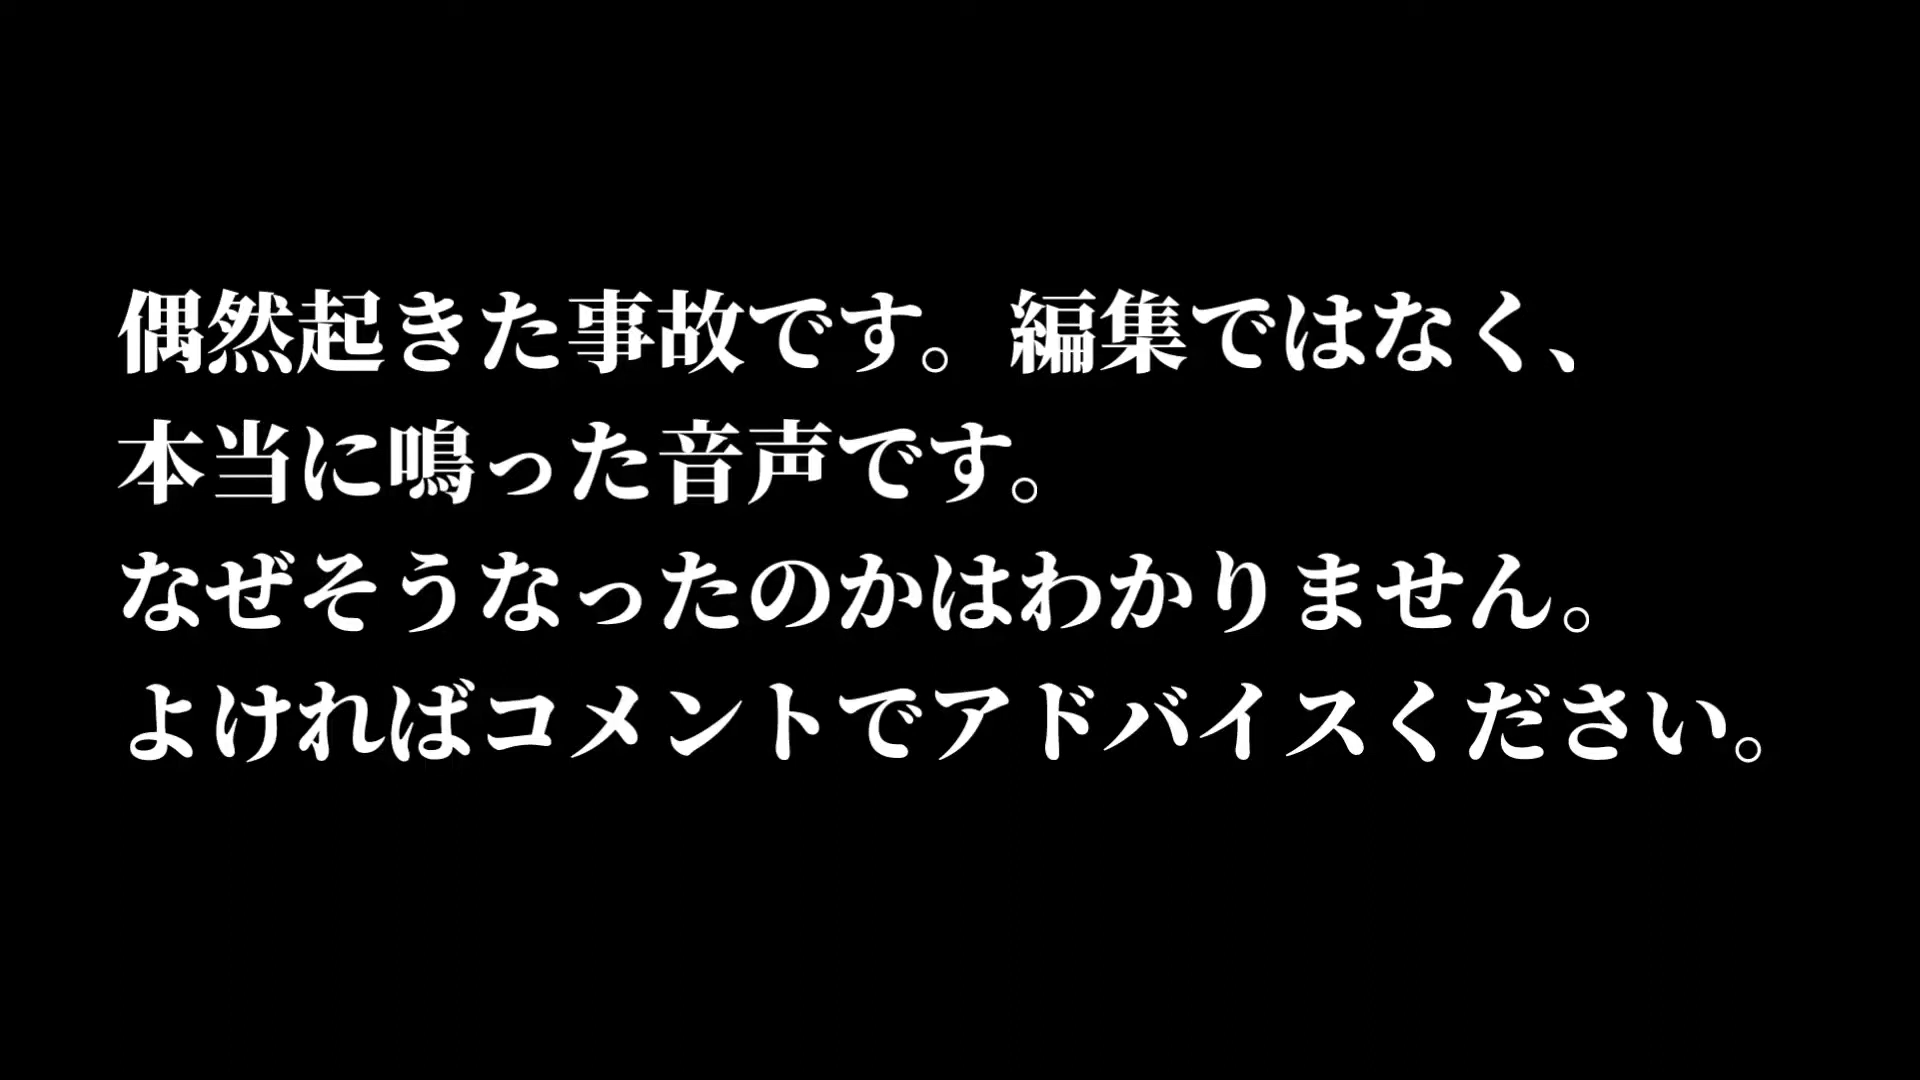 偶然起きた事故です。編集ではなく、
本当に鳴った音声です。
なぜそうなったのかはわかりません。
よければコメントでアドバイスください。